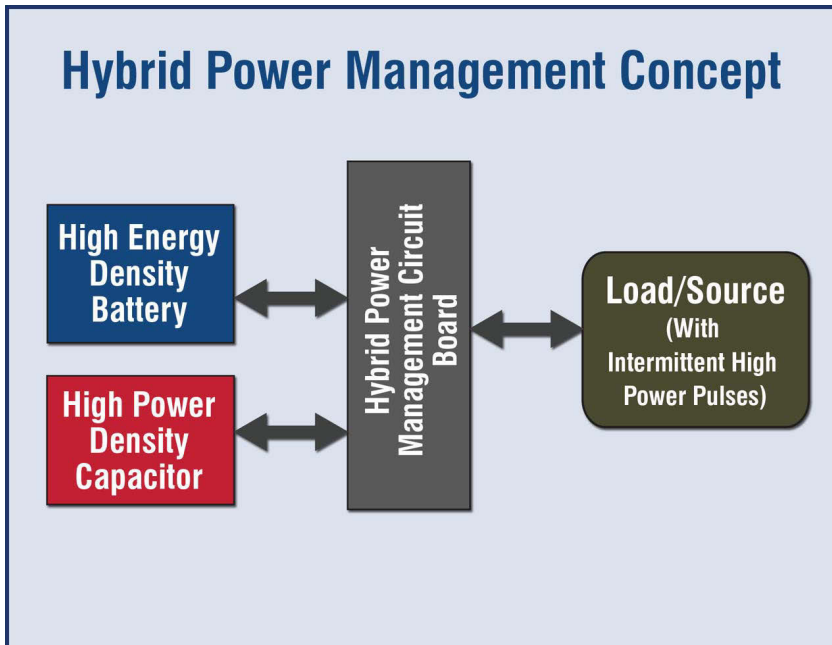 Hybrid Power Management Concept
High Energy
Density
Battery
High Power
Density
Capacitor
Hybrid Power
Management Circuit
Board
Load/Source
(With
Intermittent High
Power Pulses)